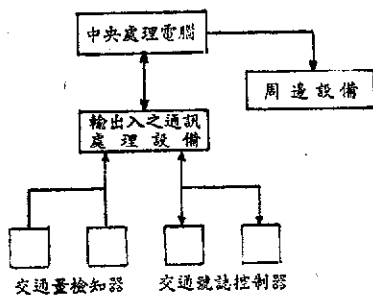 中央處理電腦
周邊設備
輸出入之通訊
處理設備
交通量檢知器
交通號誌控制器